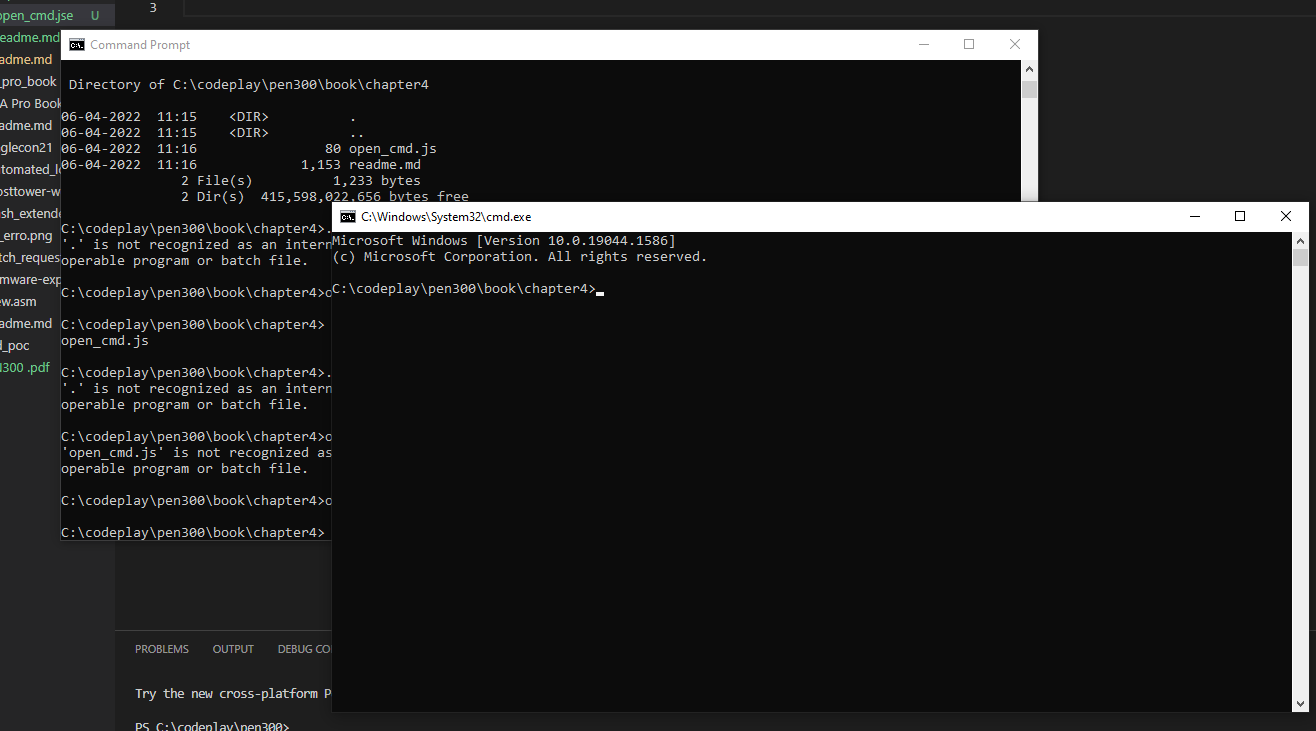 open_cmd.jse U
3
eadme.md
adme.md
_pro_book
A Pro Book
adme.md
glecon21
utomated_lo
osttower-w
sh_extende
_erro.png
tch_reques
mware-exp
ew.asm
adme.md
d_poc
N300 .pdf
Command Prompt
Directory of C:\codeplay\pen300\book\chapter4
06-04-2022 11:15 <DIR> .
06-04-2022 11:15 <DIR> ..
06-04-2022 11:16 80 open_cmd.js
06-04-2022 11:16 1,153 readme.md
2 File(s) 1,233 bytes
2 Dir(s) 415,598,022,656 bytes free
C:\codeplay\pen300\book\chapter4>.
'.' is not recognized as an intern
operable program or batch file.
C:\codeplay\pen300\book\chapter4>o
C:\codeplay\pen300\book\chapter4>
open_cmd.js
C:\codeplay\pen300\book\chapter4>.
'.' is not recognized as an intern
operable program or batch file.
C:\codeplay\pen300\book\chapter4>o
'open_cmd.js' is not recognized as
operable program or batch file.
C:\codeplay\pen300\book\chapter4>o
C:\codeplay\pen300\book\chapter4>
C:\Windows\System32\cmd.exe
Microsoft Windows [Version 10.0.19044.1586]
(c) Microsoft Corporation. All rights reserved.
C:\codeplay\pen300\book\chapter4>
PROBLEMS OUTPUT DEBUG CO
Try the new cross-platform P
PS C:\codeplay\pen300>